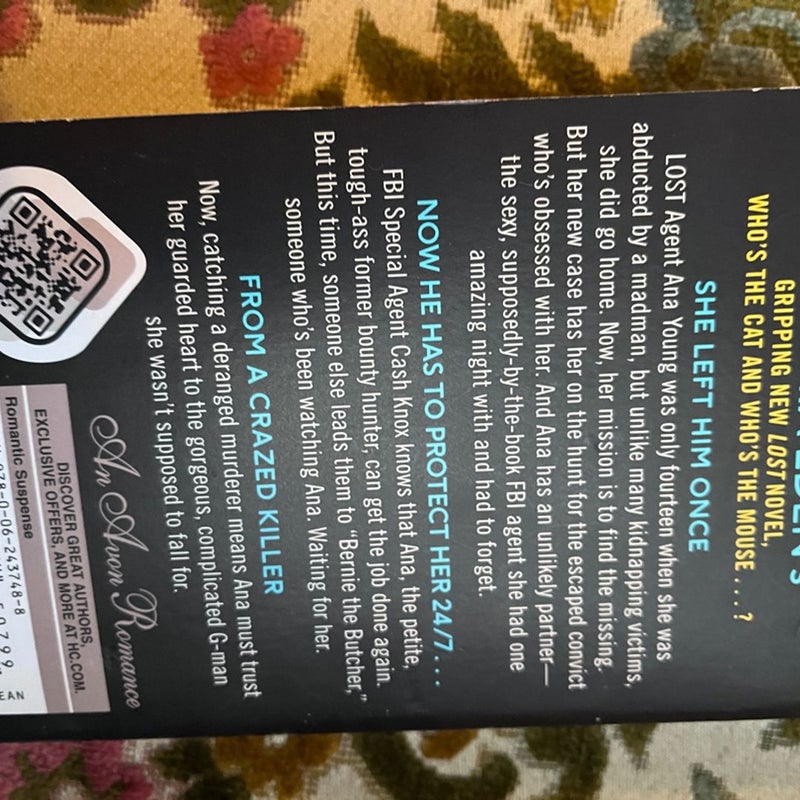 GRIPPING NEW LOST NOVEL,
WHO'S THE CAT AND WHO'S THE MOUSE . . . . ?
SHE LEFT HIM ONCE
LOST Agent Ana Young was only fourteen when she was
abducted by a madman, but unlike many kidnapping victims,
she did go home. Now, her mission is to find the missing.
But her new case has her on the hunt for the escaped convict
who's obsessed with her. And Ana has an unlikely partner—
the sexy, supposedly-by-the-book FBI agent she had one
amazing night with and had to forget.
NOW HE HAS TO PROTECT HER 24/7 . . .
FBI Special Agent Cash Knox knows that Ana, the petite,
tough-ass former bounty hunter, can get the job done again.
But this time, someone else leads them to "Bernie the Butcher,"
someone who's been watching Ana. Waiting for her.
FROM A CRAZED KILLER
Now, catching a deranged murderer means Ana must trust
her guarded heart to the gorgeous, complicated G-man
she wasn't supposed to fall for.
An Avon Romance
DISCOVER GREAT AUTHORS,
EXCLUSIVE OFFERS, AND MORE AT HC.COM.
Romantic Suspense
978-0-06-243748-8
50799
EAN